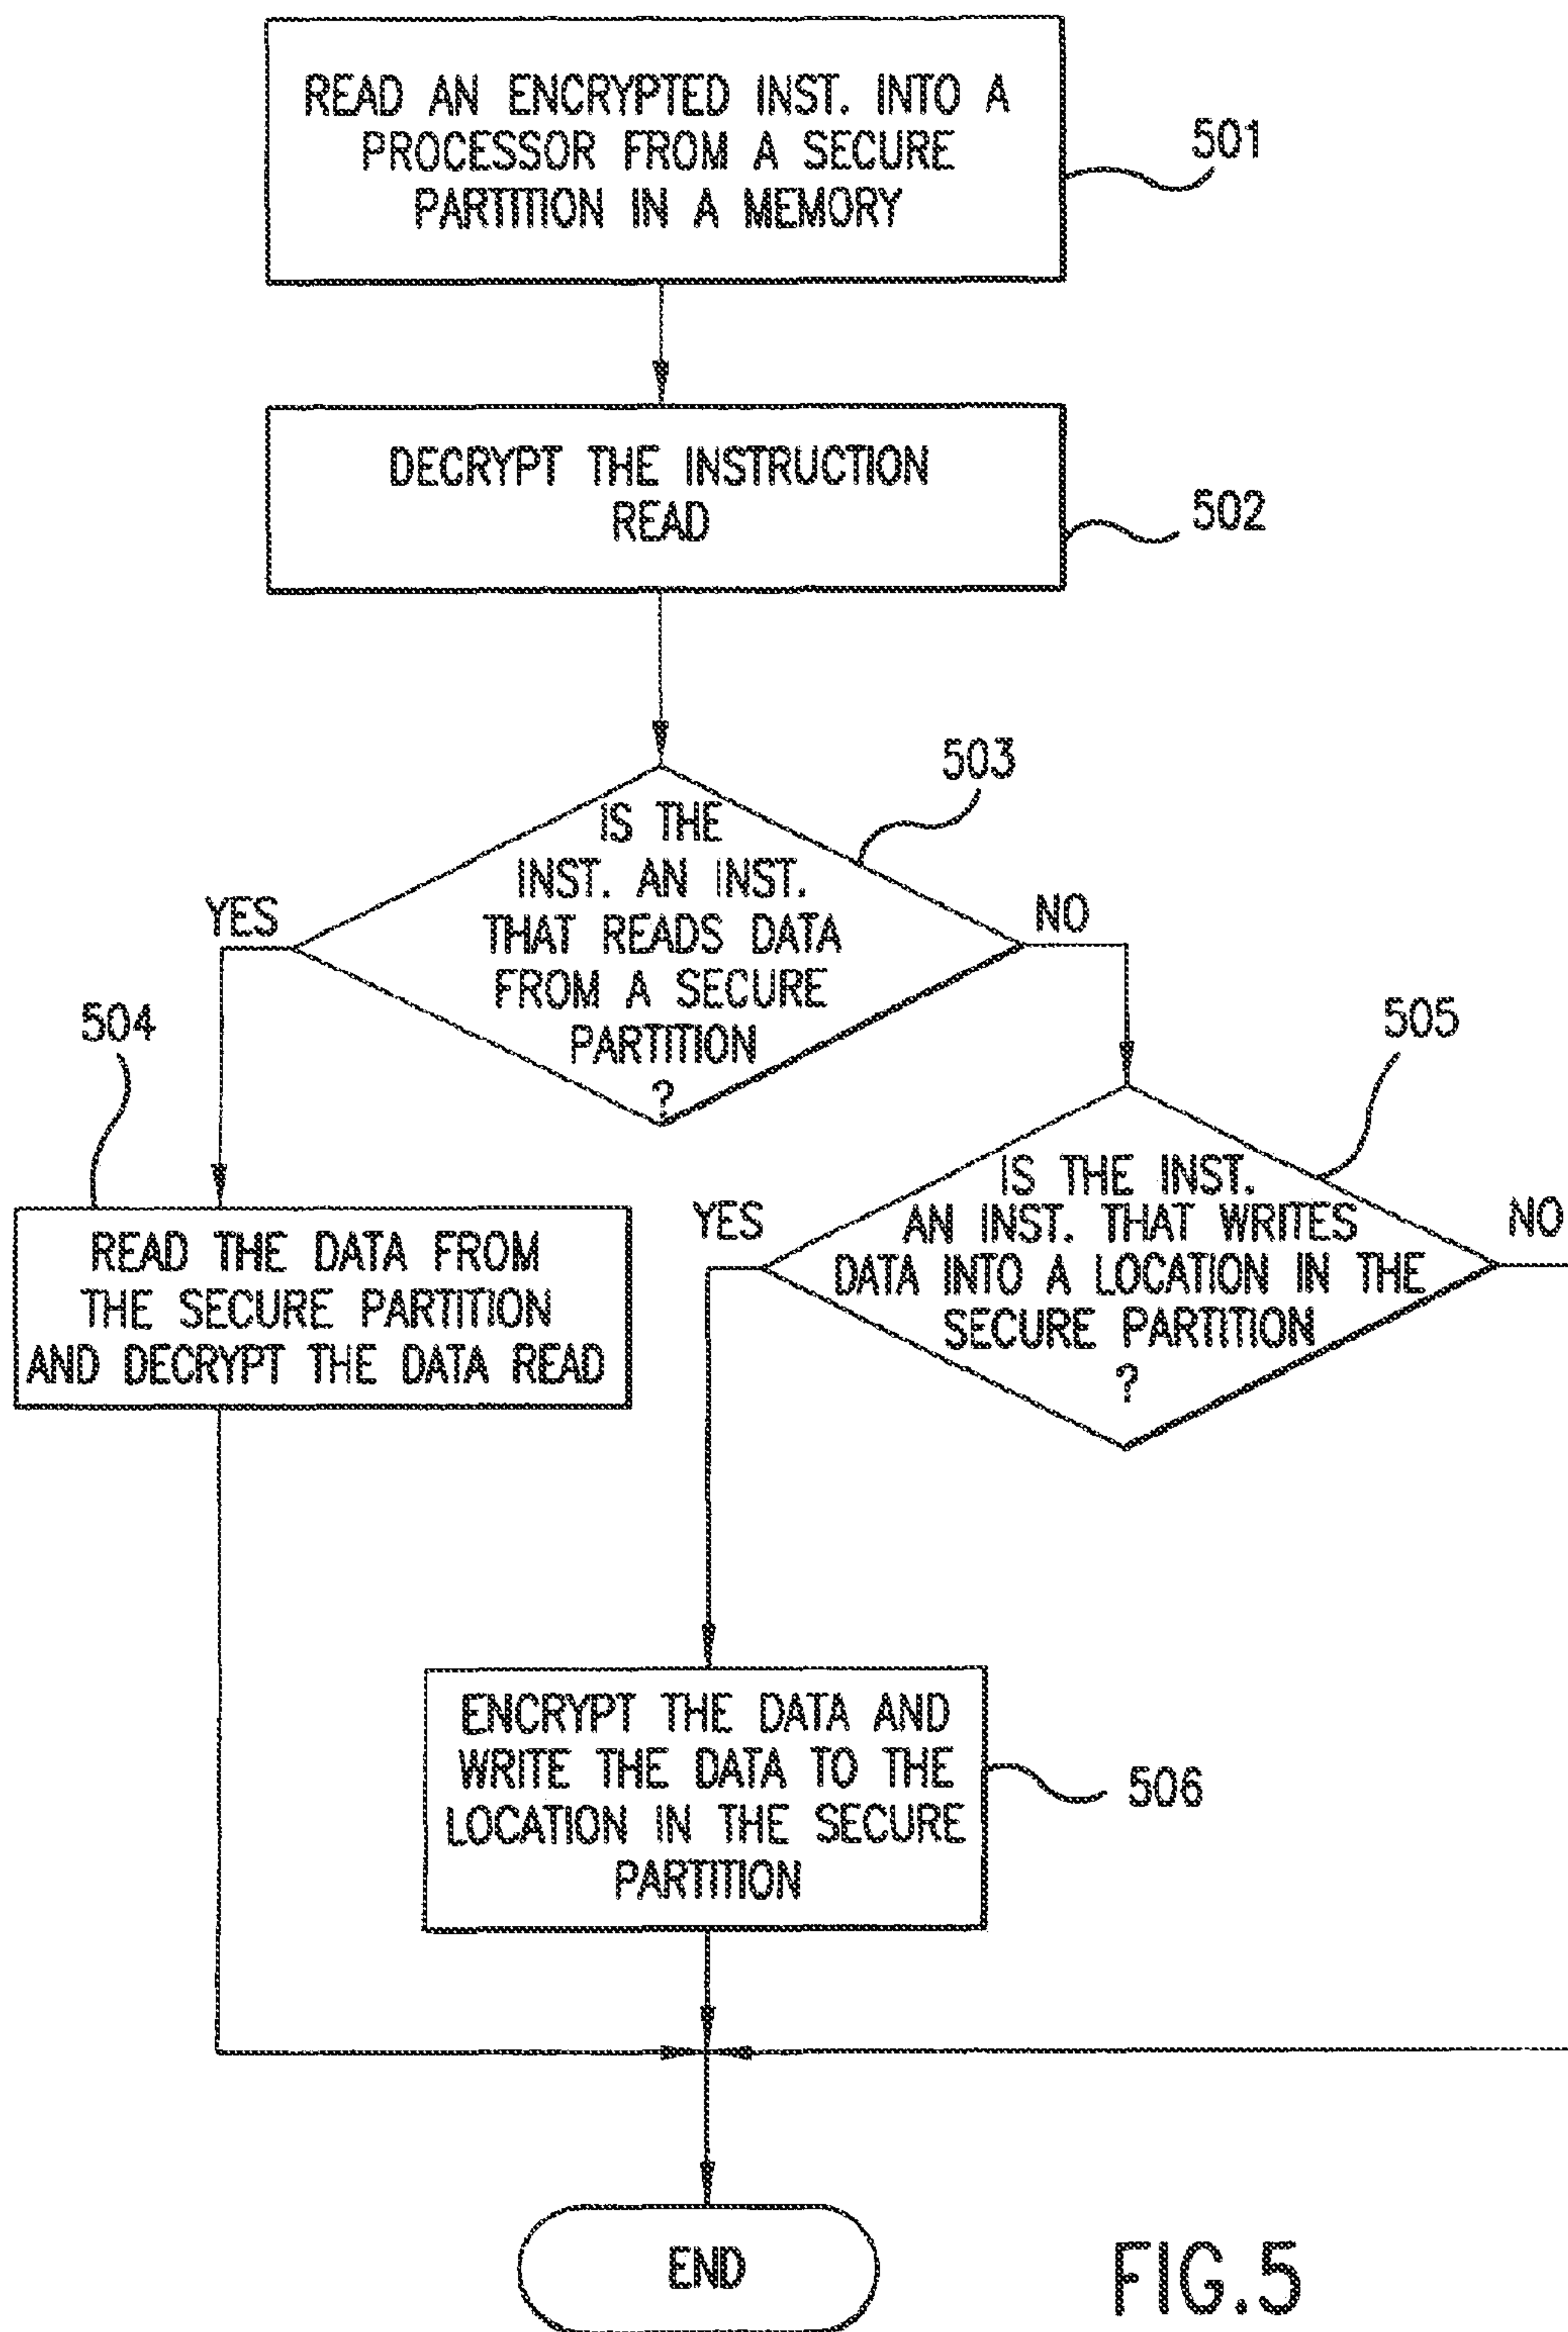 READ AN ENCRYPTED INST. INTO A
PROCESSOR FROM A SECURE
PARTITION IN A MEMORY
501
DECRYPT THE INSTRUCTION
READ
502
503
IS THE
INST. AN INST.
THAT READS DATA
FROM A SECURE
PARTITION
?
YES
NO
504
READ THE DATA FROM
THE SECURE PARTITION
AND DECRYPT THE DATA READ
505
IS THE INST.
AN INST. THAT WRITES
DATA INTO A LOCATION IN THE
SECURE PARTITION
?
YES
NO
ENCRYPT THE DATA AND
WRITE THE DATA TO THE
LOCATION IN THE SECURE
PARTITION
506
END
FIG.5